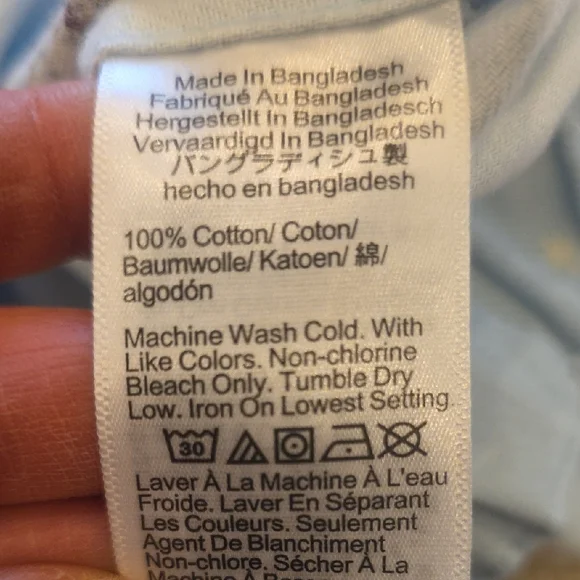 Made In Bangladesh
Fabriqué Au Bangladesh
Hergestellt In Bangladesch
Vervaardigd In Bangladesh
バングラディシュ製
hecho en bangladesh
100% Cotton/ Coton/
Baumwolle/ Katoen/ 綿/
algodón
Machine Wash Cold. With
Like Colors. Non-chlorine
Bleach Only. Tumble Dry
Low. Iron On Lowest Setting
30
Laver À La Machine À L'eau
Froide. Laver En Séparant
Les Couleurs. Seulement
Agent De Blanchiment
Non-chlore. Sécher À La
Machine À